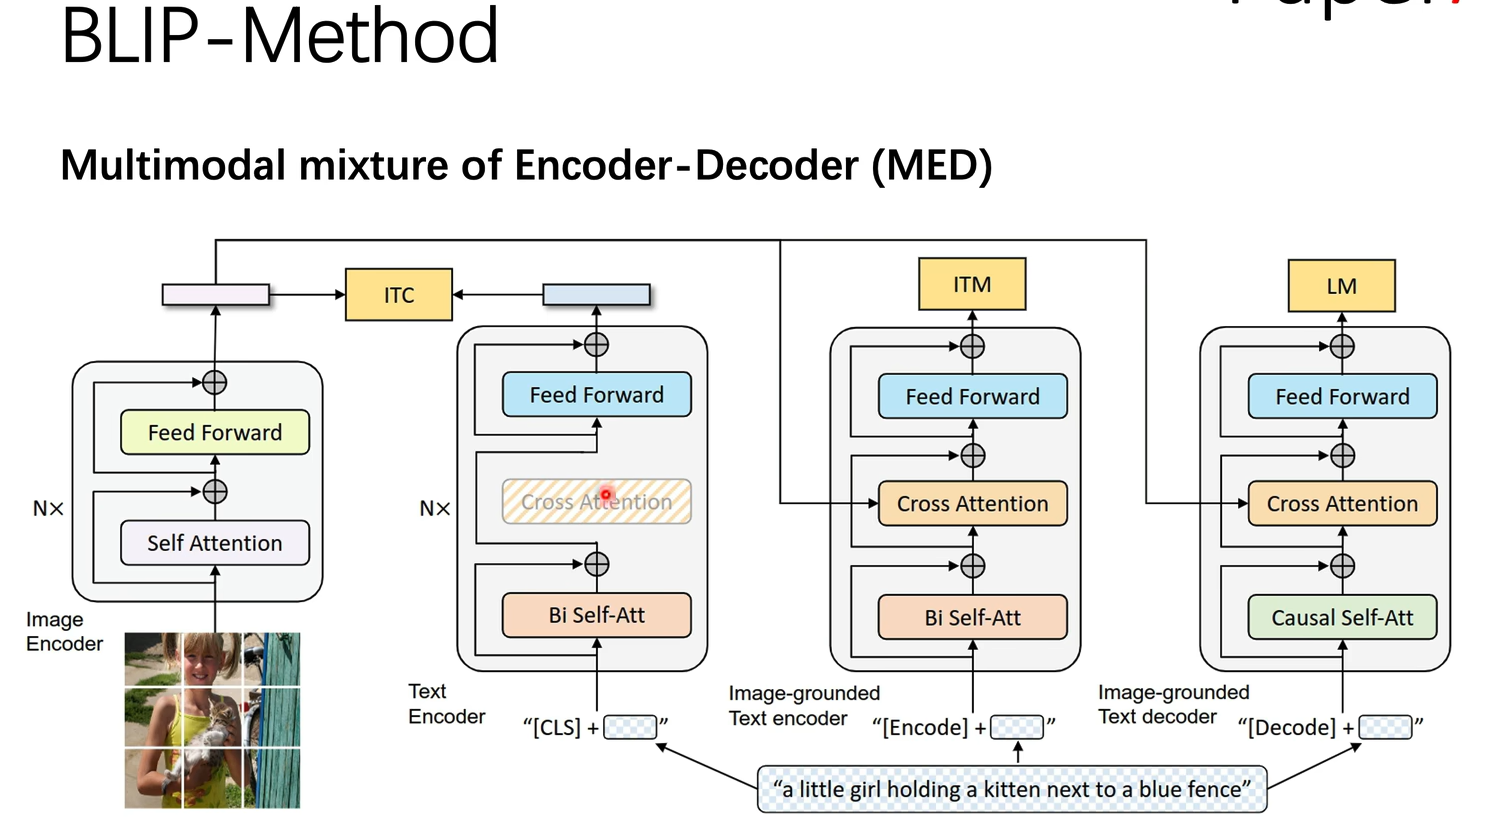 BLIP-Method
Multimodal mixture of Encoder-Decoder (MED)
ITC
ITM
LM
Feed Forward
Self Attention
N×
Image
Encoder
Feed Forward
Cross Attention
Bi Self-Att
N×
Text
Encoder
“[CLS] + ”
Feed Forward
Cross Attention
Bi Self-Att
Image-grounded
Text encoder
“[Encode] + ”
Feed Forward
Cross Attention
Causal Self-Att
Image-grounded
Text decoder
“[Decode] + ”
“a little girl holding a kitten next to a blue fence”